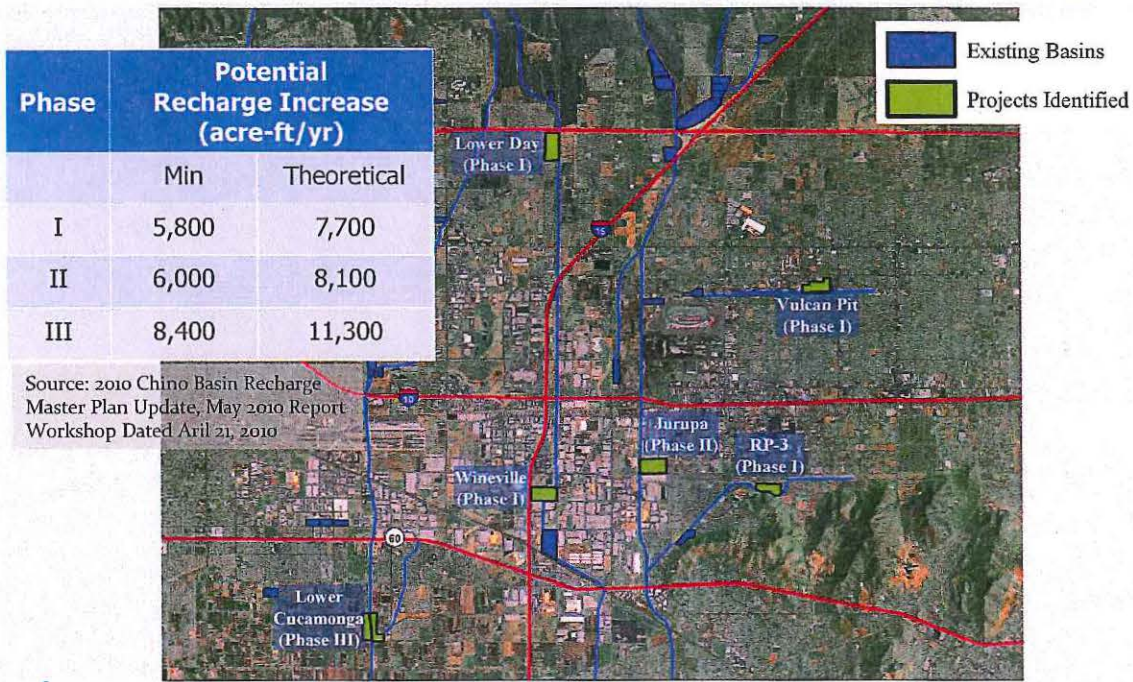 Phase
Potential
Recharge Increase
(acre-ft/yr)
Min
Theoretical
I
5,800
7,700
II
6,000
8,100
III
8,400
11,300
Source: 2010 Chino Basin Recharge
Master Plan Update, May 2010 Report
Workshop Dated Aril 21, 2010
Existing Basins
Projects Identified
Lower Day
(Phase I)
15
Vulcan Pit
(Phase I)
10
Jurupa
(Phase II)
RP-3
(Phase I)
Wineville
(Phase I)
60
Lower
Cucamonga
(Phase III)